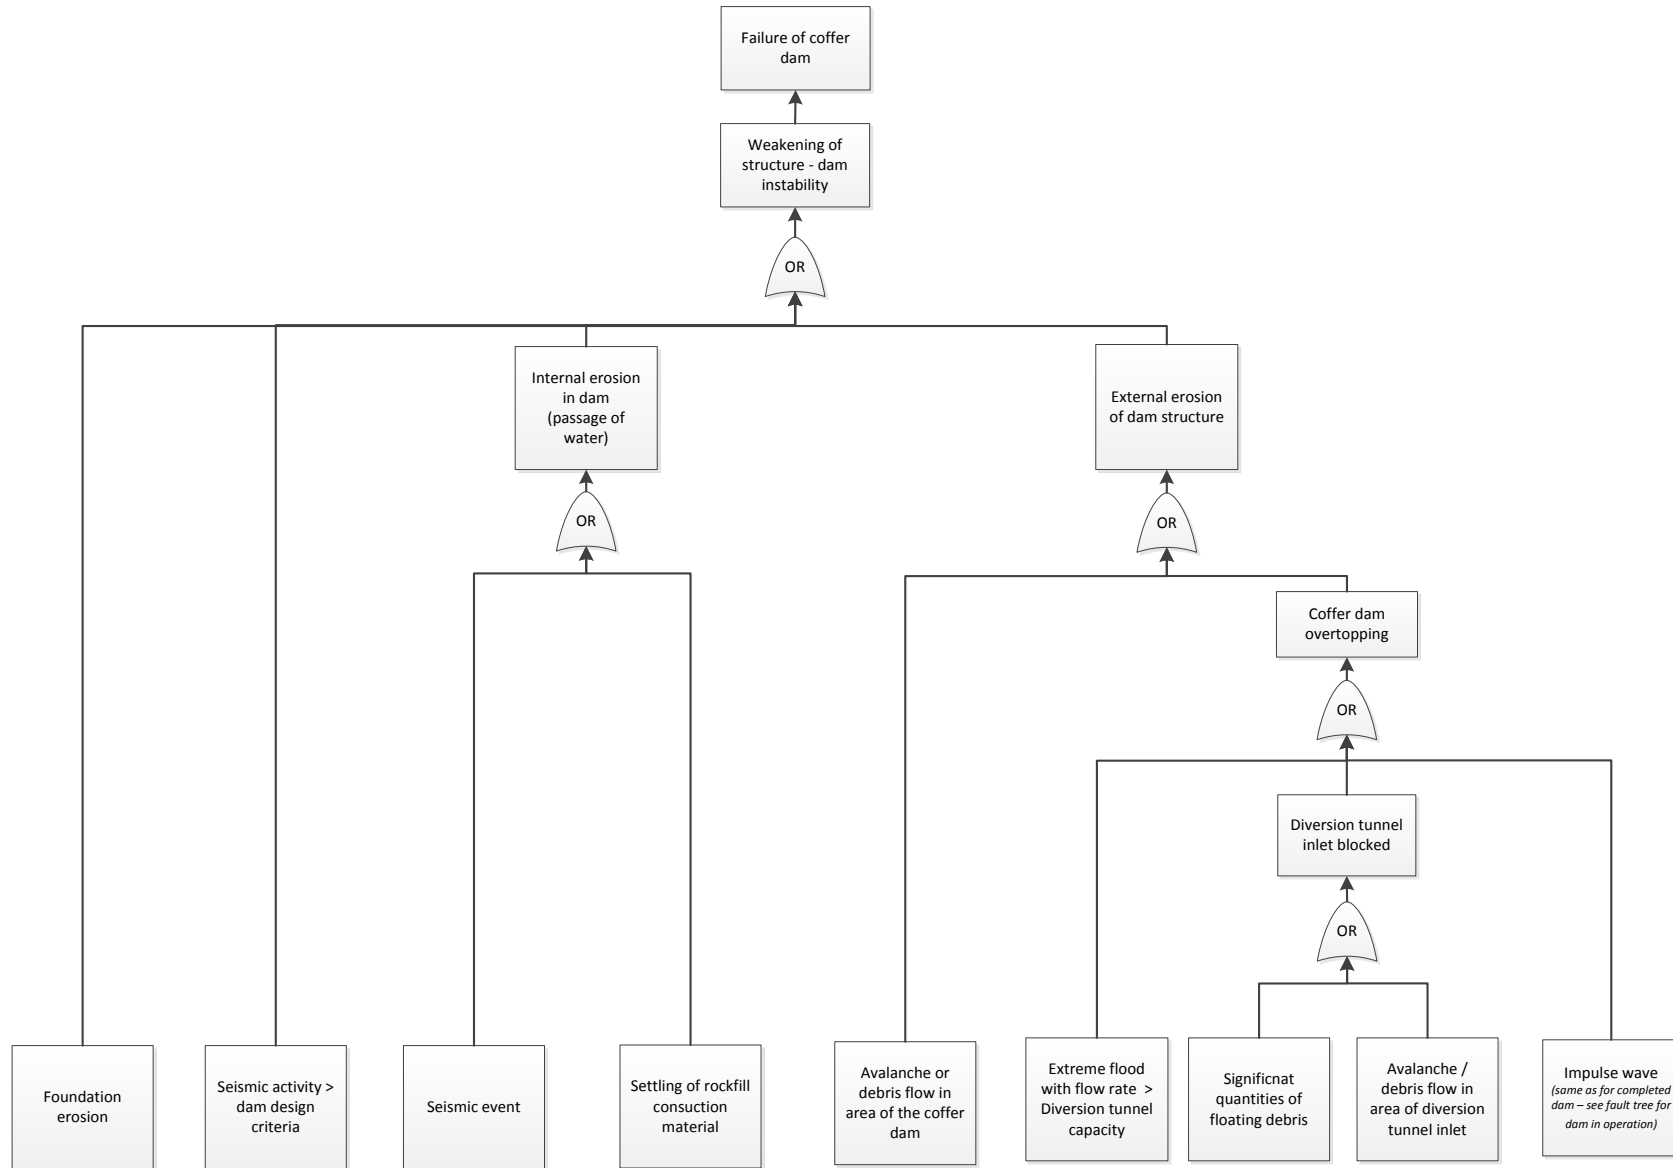 Failure of coffer
dam
Weakening of
structure - dam
instability
OR
Internal erosion
in dam
(passage of
water)
External erosion
of dam structure
OR
OR
Coffer dam
overtopping
OR
Diversion tunnel
inlet blocked
OR
Foundation
erosion
Seismic activity >
dam design
criteria
Seismic event
Settling of rockfill
consuction
material
Avalanche or
debris flow in
area of the coffer
dam
Extreme flood
with flow rate  >
Diversion tunnel
capacity
Significnat
quantities of
floating debris
Avalanche /
debris flow in
area of diversion
tunnel inlet
Impulse wave
(same as for completed
dam – see fault tree for
dam in operation)